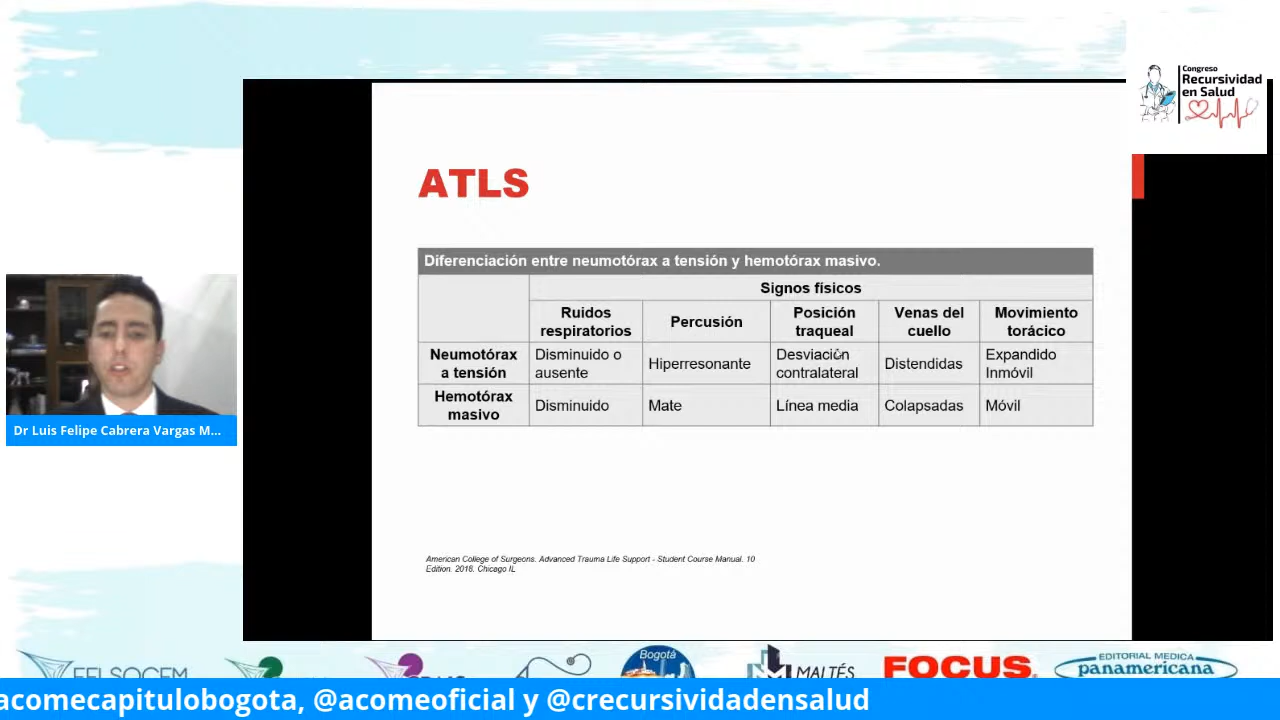 Congreso
Recursividad
en Salud
ATLS
Diferenciación entre neumotórax a tensión y hemotórax masivo.
Signos físicos
Ruidos respiratorios
Percusión
Posición traqueal
Venas del cuello
Movimiento torácico
Neumotórax a tensión
Disminuido o ausente
Hiperresonante
Desviación contralateral
Distendidas
Expandido Inmóvil
Hemotórax masivo
Disminuido
Mate
Línea media
Colapsadas
Móvil
Dr Luis Felipe Cabrera Vargas M...
American College of Surgeons. Advanced Trauma Life Support - Student Course Manual. 10
Edition. 2018. Chicago IL
Bogotá
MALTÉS
FOCUS
EDITORIAL MEDICA
panamericana
acomecapitulobogota, @acomeoficial y @crecursividadensalud